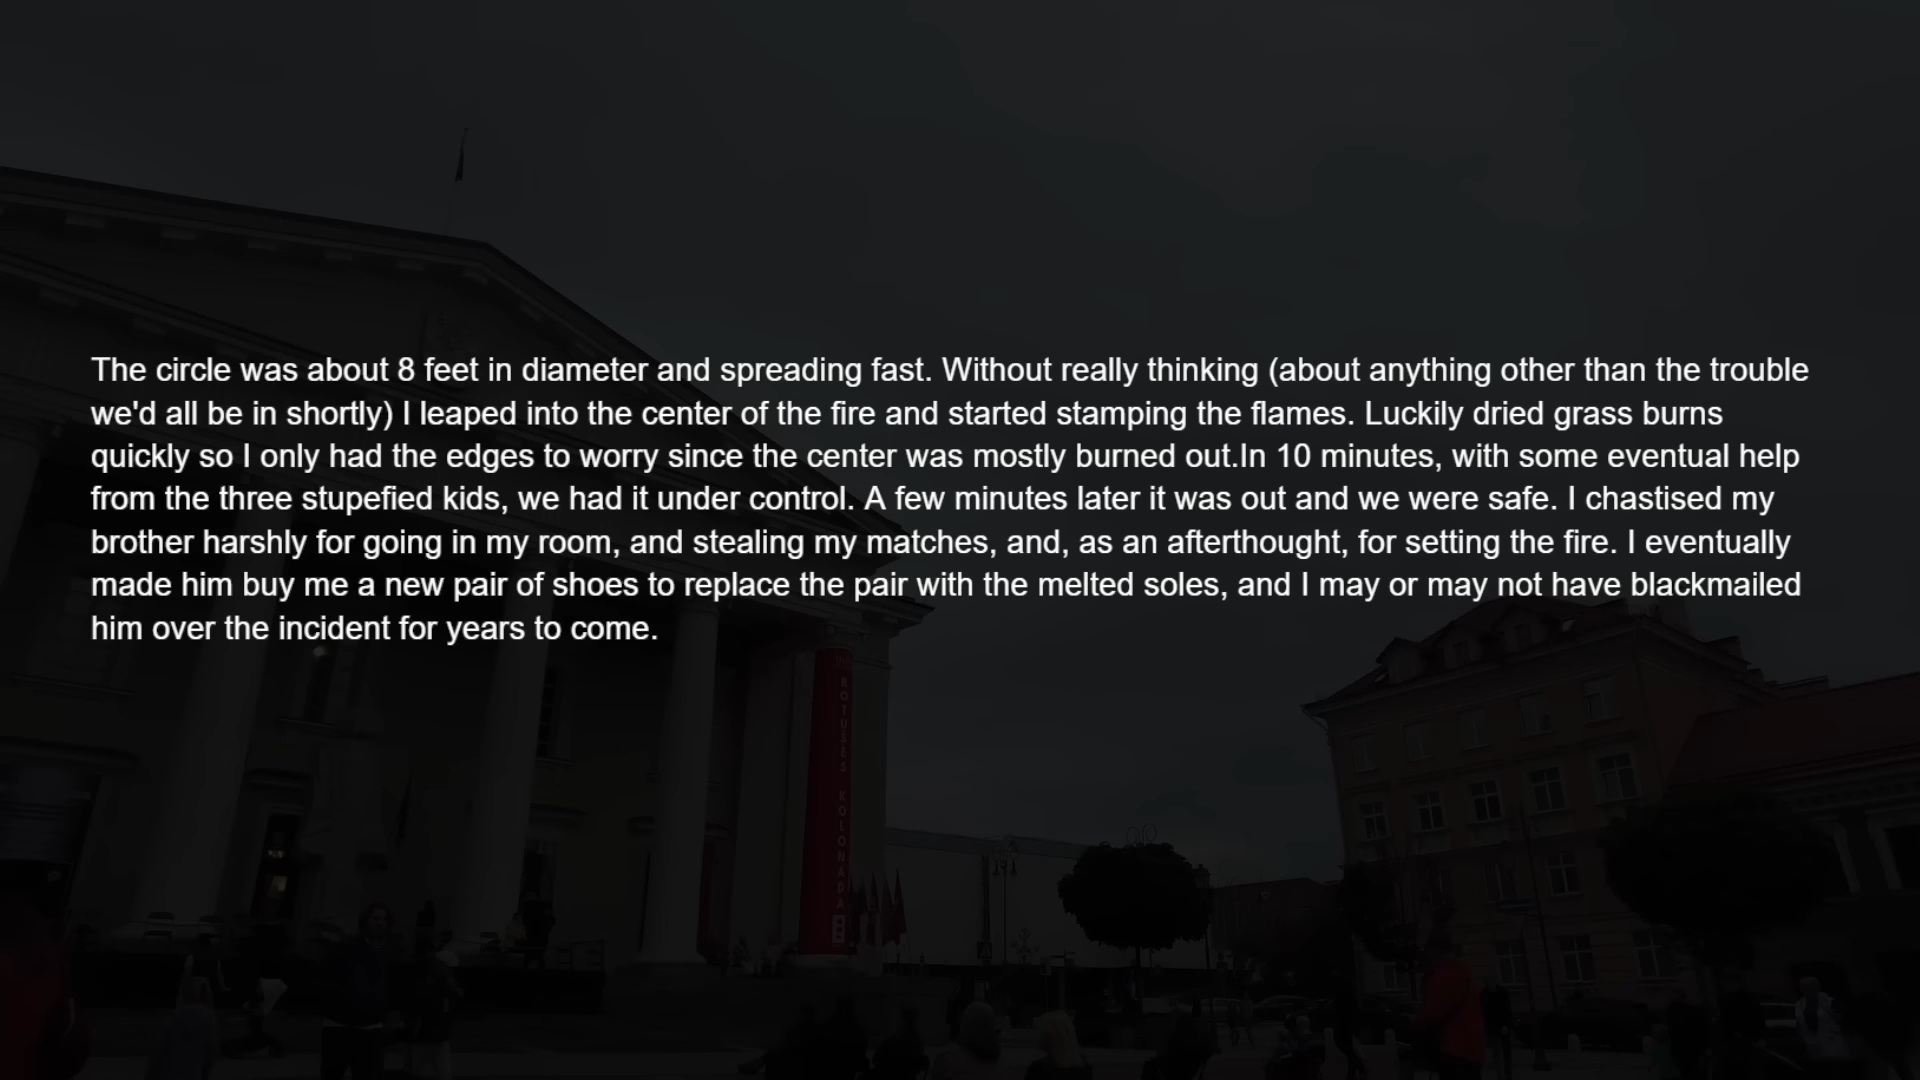 The circle was about 8 feet in diameter and spreading fast. Without really thinking (about anything other than the trouble
we'd all be in shortly) I leaped into the center of the fire and started stamping the flames. Luckily dried grass burns
quickly so I only had the edges to worry since the center was mostly burned out.In 10 minutes, with some eventual help
from the three stupefied kids, we had it under control. A few minutes later it was out and we were safe. I chastised my
brother harshly for going in my room, and stealing my matches, and, as an afterthought, for setting the fire. I eventually
made him buy me a new pair of shoes to replace the pair with the melted soles, and I may or may not have blackmailed
him over the incident for years to come.
ROTUŠĖS KOLONADA